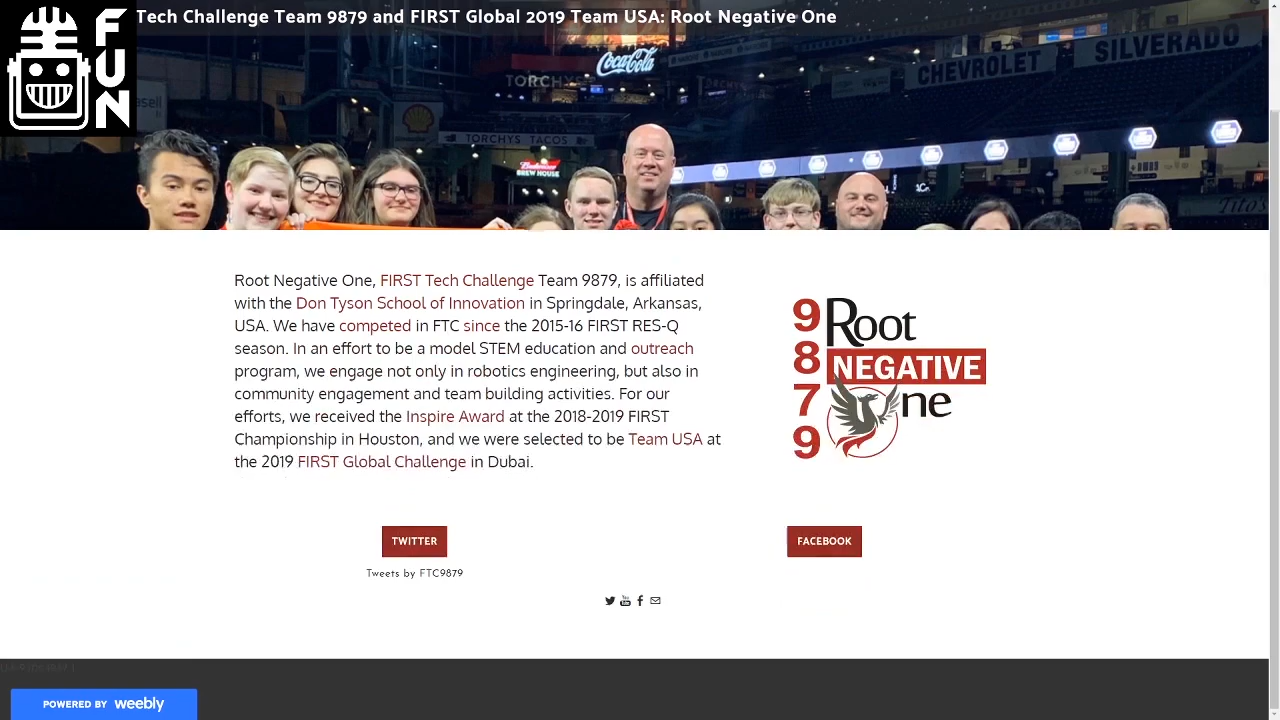 Tech Challenge Team 9879 and FIRST Global 2019 Team USA: Root Negative One
FUN
Coca-Cola
TORCHYS
CHEVROLET
SILVERADO
TORCHYS TACOS
BREW HOUSE
Tito's
Root Negative One, FIRST Tech Challenge Team 9879, is affiliated
with the Don Tyson School of Innovation in Springdale, Arkansas,
USA. We have competed in FTC since the 2015-16 FIRST RES-Q
season. In an effort to be a model STEM education and outreach
program, we engage not only in robotics engineering, but also in
community engagement and team building activities. For our
efforts, we received the Inspire Award at the 2018-2019 FIRST
Championship in Houston, and we were selected to be Team USA at
the 2019 FIRST Global Challenge in Dubai.
9879
Root
NEGATIVE
One
TWITTER
FACEBOOK
Tweets by FTC9879
POWERED BY weebly